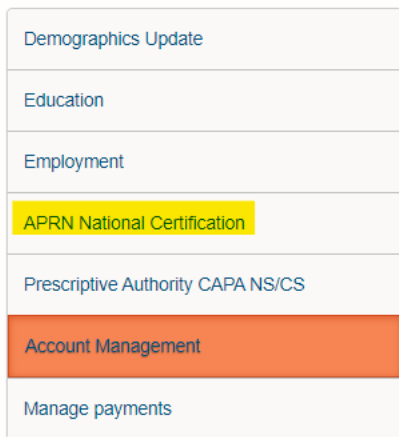 Demographics Update
Education
Employment
APRN National Certification
Prescriptive Authority CAPA NS/CS
Account Management
Manage payments